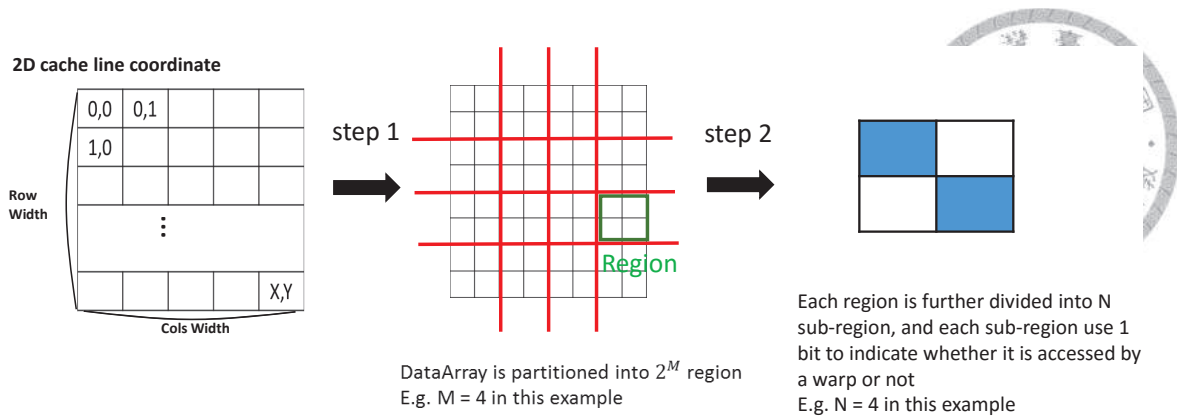 2D cache line coordinate
0,0 0,1
1,0
Row
Width
⋮
X,Y
Cols Width
step 1
Region
DataArray is partitioned into 2^M region
E.g. M = 4 in this example
step 2
Each region is further divided into N
sub-region, and each sub-region use 1
bit to indicate whether it is accessed by
a warp or not
E.g. N = 4 in this example